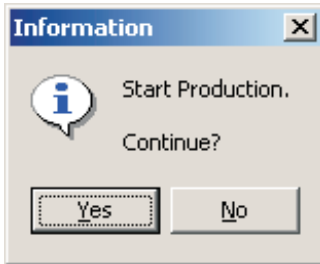 Information
Start Production.
Continue?
Yes
No